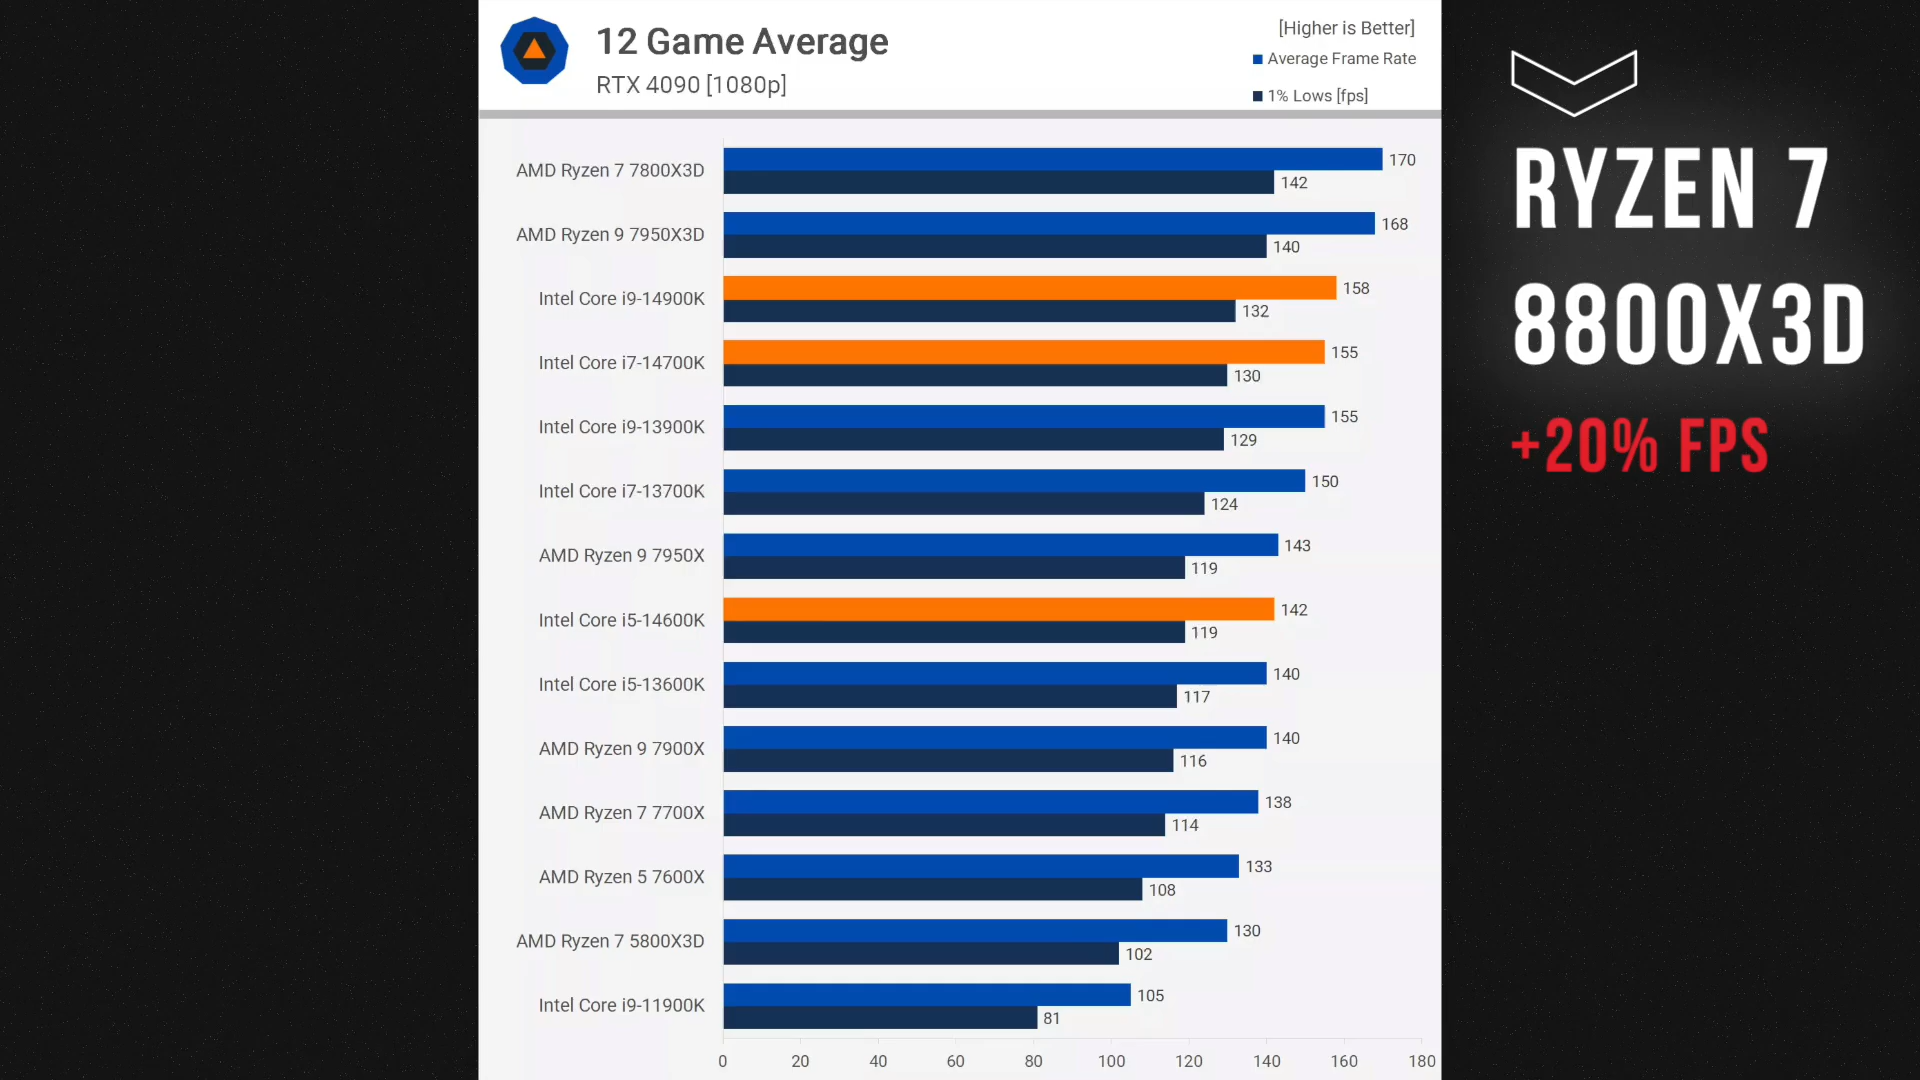 12 Game Average
RTX 4090 [1080p]
[Higher is Better]
Average Frame Rate
1% Lows [fps]
AMD Ryzen 7 7800X3D
170
142
AMD Ryzen 9 7950X3D
168
140
Intel Core i9-14900K
158
132
Intel Core i7-14700K
155
130
Intel Core i9-13900K
155
129
Intel Core i7-13700K
150
124
AMD Ryzen 9 7950X
143
119
Intel Core i5-14600K
142
119
Intel Core i5-13600K
140
117
AMD Ryzen 9 7900X
140
116
AMD Ryzen 7 7700X
138
114
AMD Ryzen 5 7600X
133
108
AMD Ryzen 7 5800X3D
130
102
Intel Core i9-11900K
105
81
0 20 40 60 80 100 120 140 160 180
RYZEN 7
8800X3D
+20% FPS